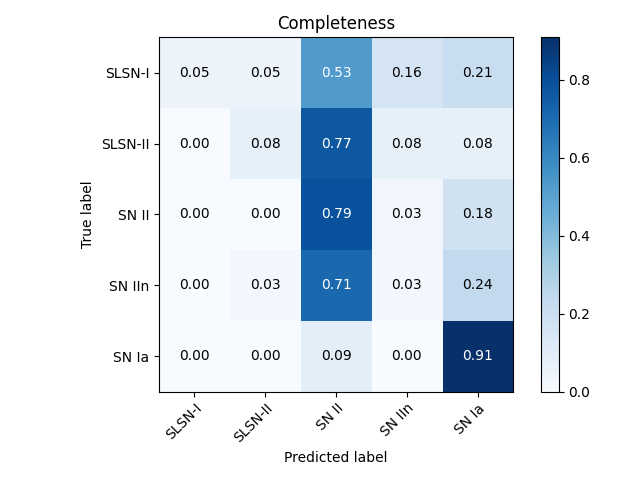 Completeness
True label
SLSN-I 0.05 0.05 0.53 0.16 0.21
SLSN-II 0.00 0.08 0.77 0.08 0.08
SN II 0.00 0.00 0.79 0.03 0.18
SN IIn 0.00 0.03 0.71 0.03 0.24
SN Ia 0.00 0.00 0.09 0.00 0.91
SLSN-I SLSN-II SN II SN IIn SN Ia
Predicted label
0.8
0.6
0.4
0.2
0.0